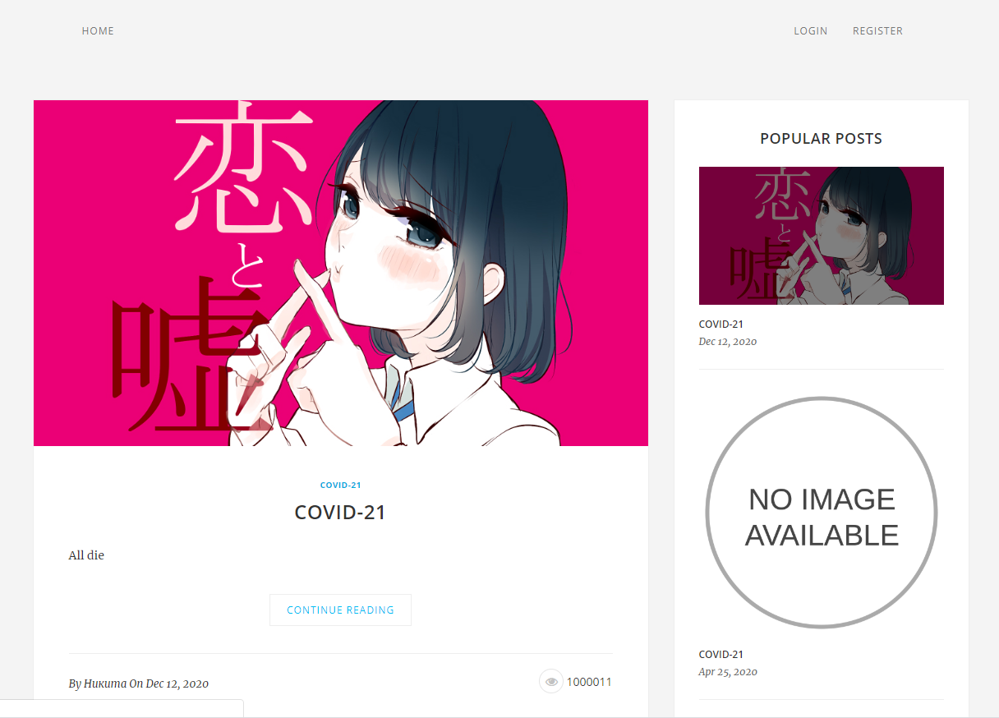 HOME
LOGIN REGISTER
恋
と
嘘
COVID-21
COVID-21
All die
CONTINUE READING
By Никита On Dec 12, 2020
1000011
POPULAR POSTS
恋
と
嘘
COVID-21
Dec 12, 2020
NO IMAGE
AVAILABLE
COVID-21
Apr 25, 2020